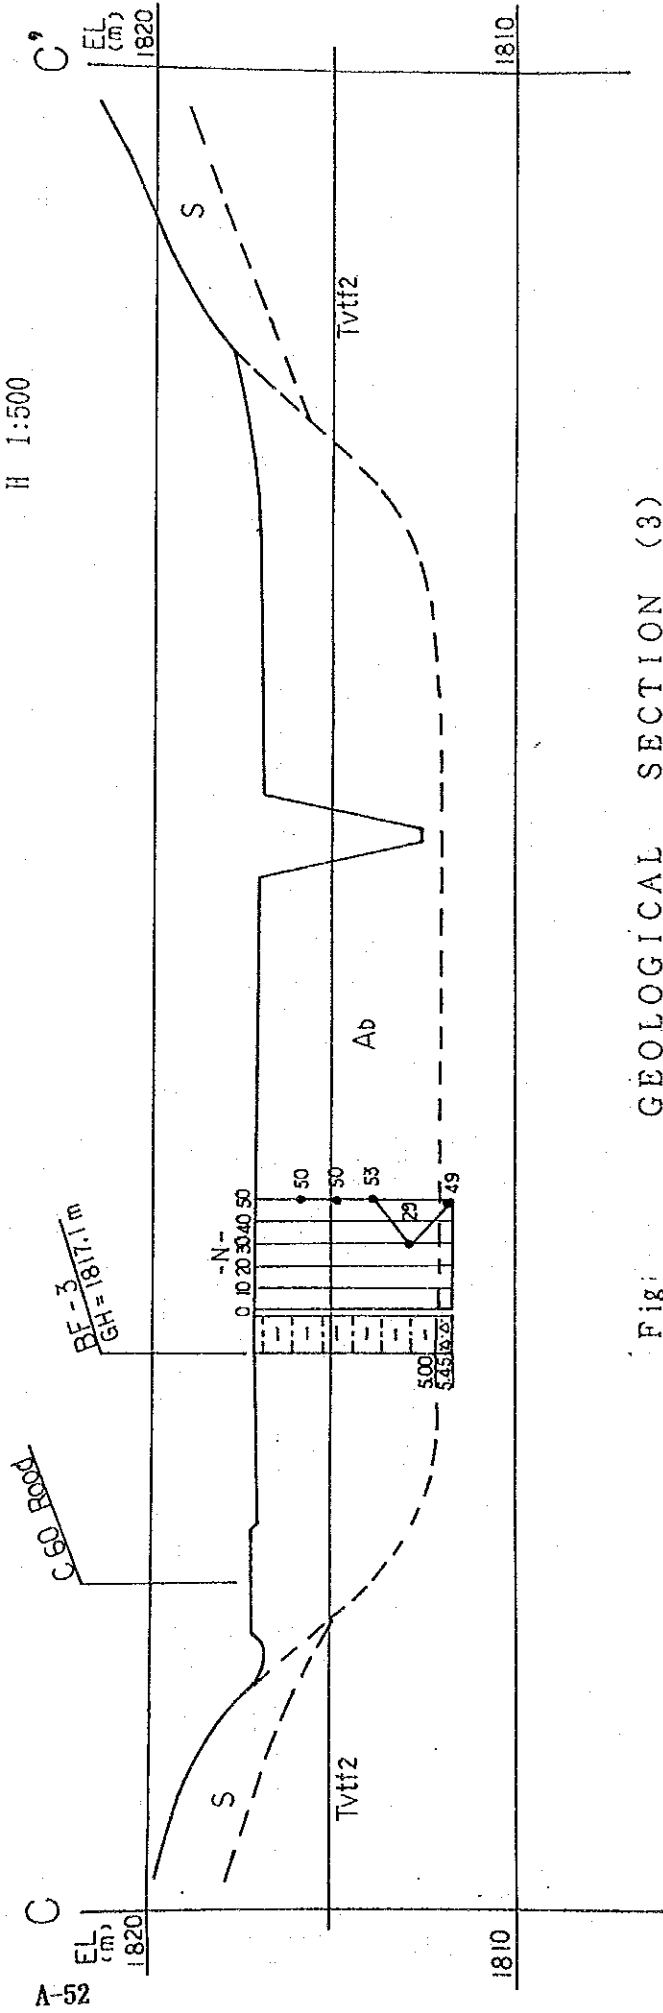 H 1:500
C
C'
EL
(m)
1820
EL
(m)
1820
C.60 Road
BF-3
GH=1817.1m
-N-
0 10 20 30 40 50
50
50
53
29
49
5.00
5.45
S
S
Ab
Tvtf2
Tvtf2
1810
1810
Fig
GEOLOGICAL SECTION (3)
A-52